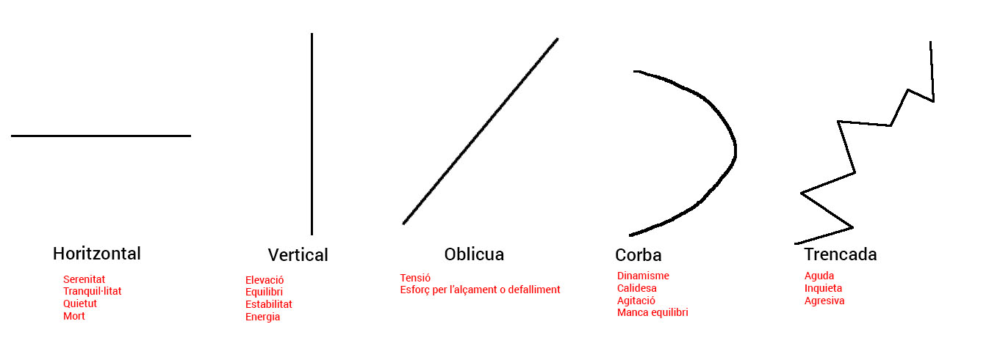 Horitzontal
Serenitat
Tranquil·litat
Quietut
Mort
Vertical
Elevació
Equilibri
Estabilitat
Energia
Oblicua
Tensió
Esforç per l'alçament o defalliment
Corba
Dinamisme
Calidesa
Agitació
Manca equilibri
Trencada
Aguda
Inquieta
Agresiva